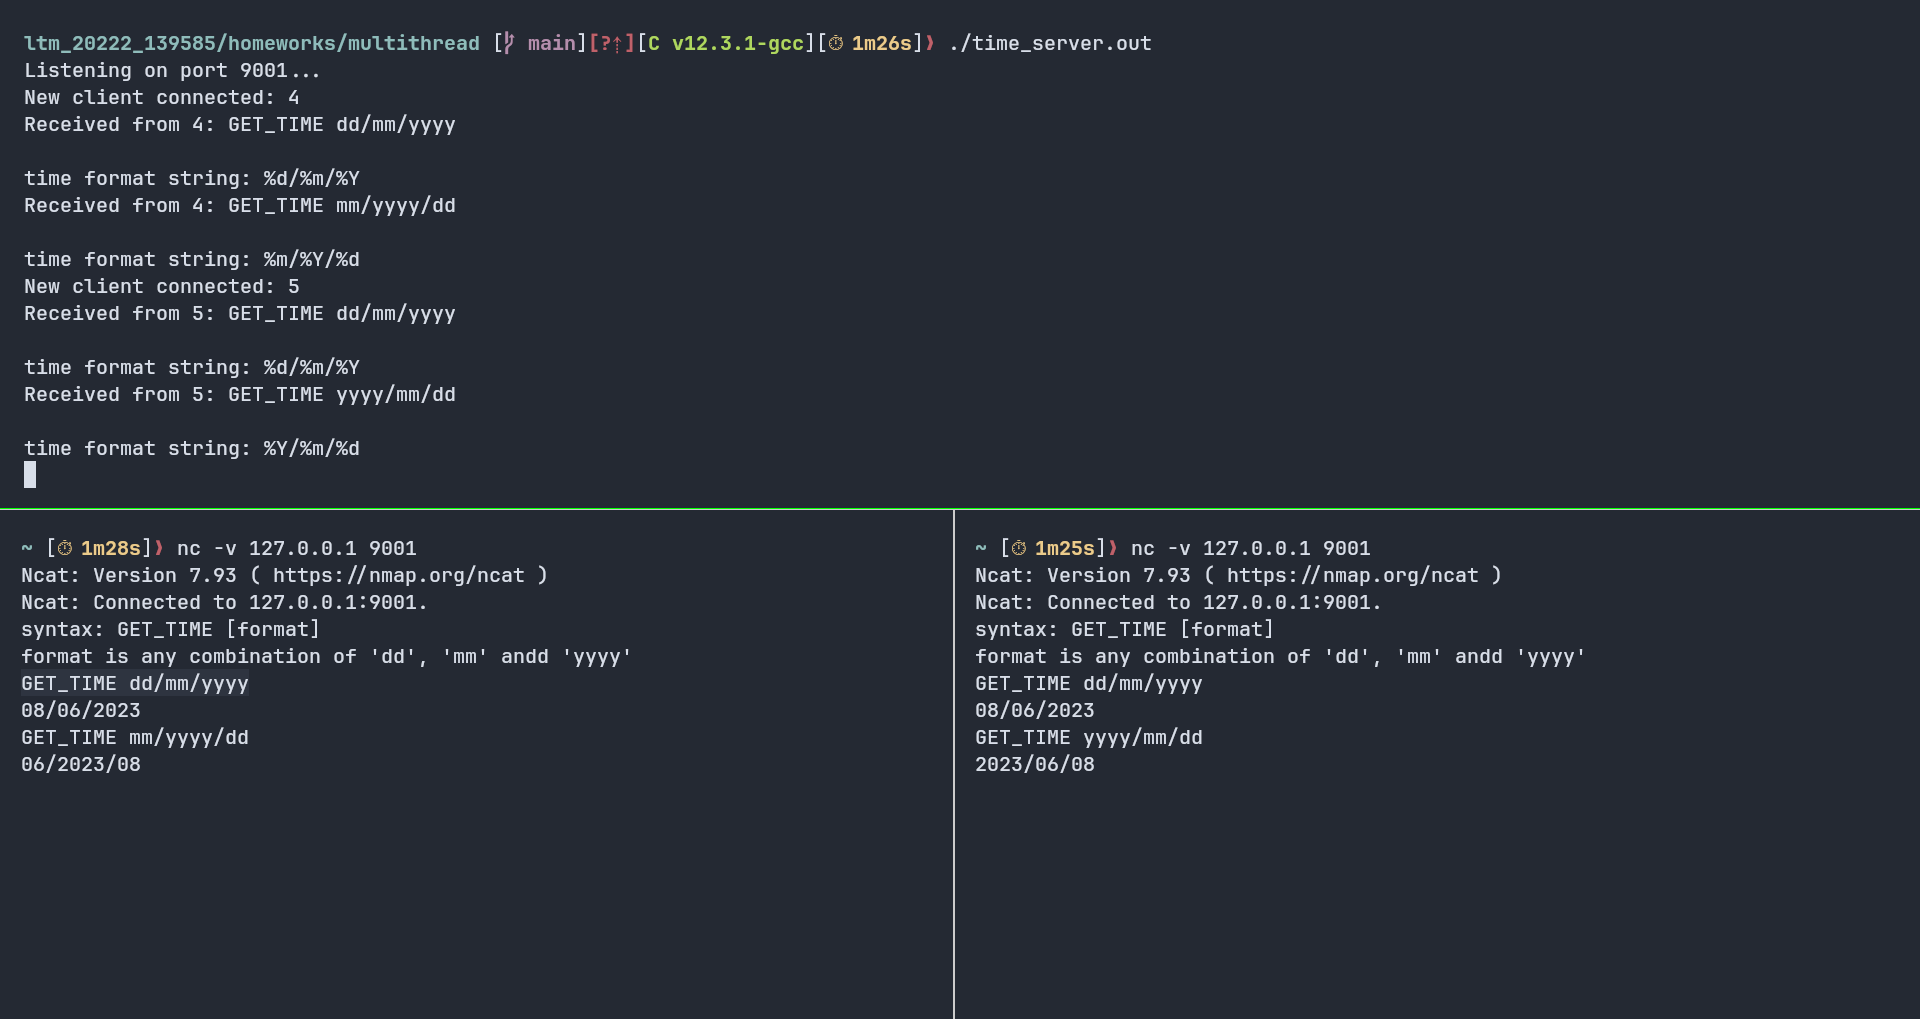 ltm_20222_139585/homeworks/multithread [ main][?⇡][C v12.3.1-gcc][⏱ 1m26s]❱ ./time_server.out
Listening on port 9001...
New client connected: 4
Received from 4: GET_TIME dd/mm/yyyy
time format string: %d/%m/%Y
Received from 4: GET_TIME mm/yyyy/dd
time format string: %m/%Y/%d
New client connected: 5
Received from 5: GET_TIME dd/mm/yyyy
time format string: %d/%m/%Y
Received from 5: GET_TIME yyyy/mm/dd
time format string: %Y/%m/%d
~ [⏱ 1m28s]❱ nc -v 127.0.0.1 9001
Ncat: Version 7.93 ( https://nmap.org/ncat )
Ncat: Connected to 127.0.0.1:9001.
syntax: GET_TIME [format]
format is any combination of 'dd', 'mm' andd 'yyyy'
GET_TIME dd/mm/yyyy
08/06/2023
GET_TIME mm/yyyy/dd
06/2023/08
~ [⏱ 1m25s]❱ nc -v 127.0.0.1 9001
Ncat: Version 7.93 ( https://nmap.org/ncat )
Ncat: Connected to 127.0.0.1:9001.
syntax: GET_TIME [format]
format is any combination of 'dd', 'mm' andd 'yyyy'
GET_TIME dd/mm/yyyy
08/06/2023
GET_TIME yyyy/mm/dd
2023/06/08